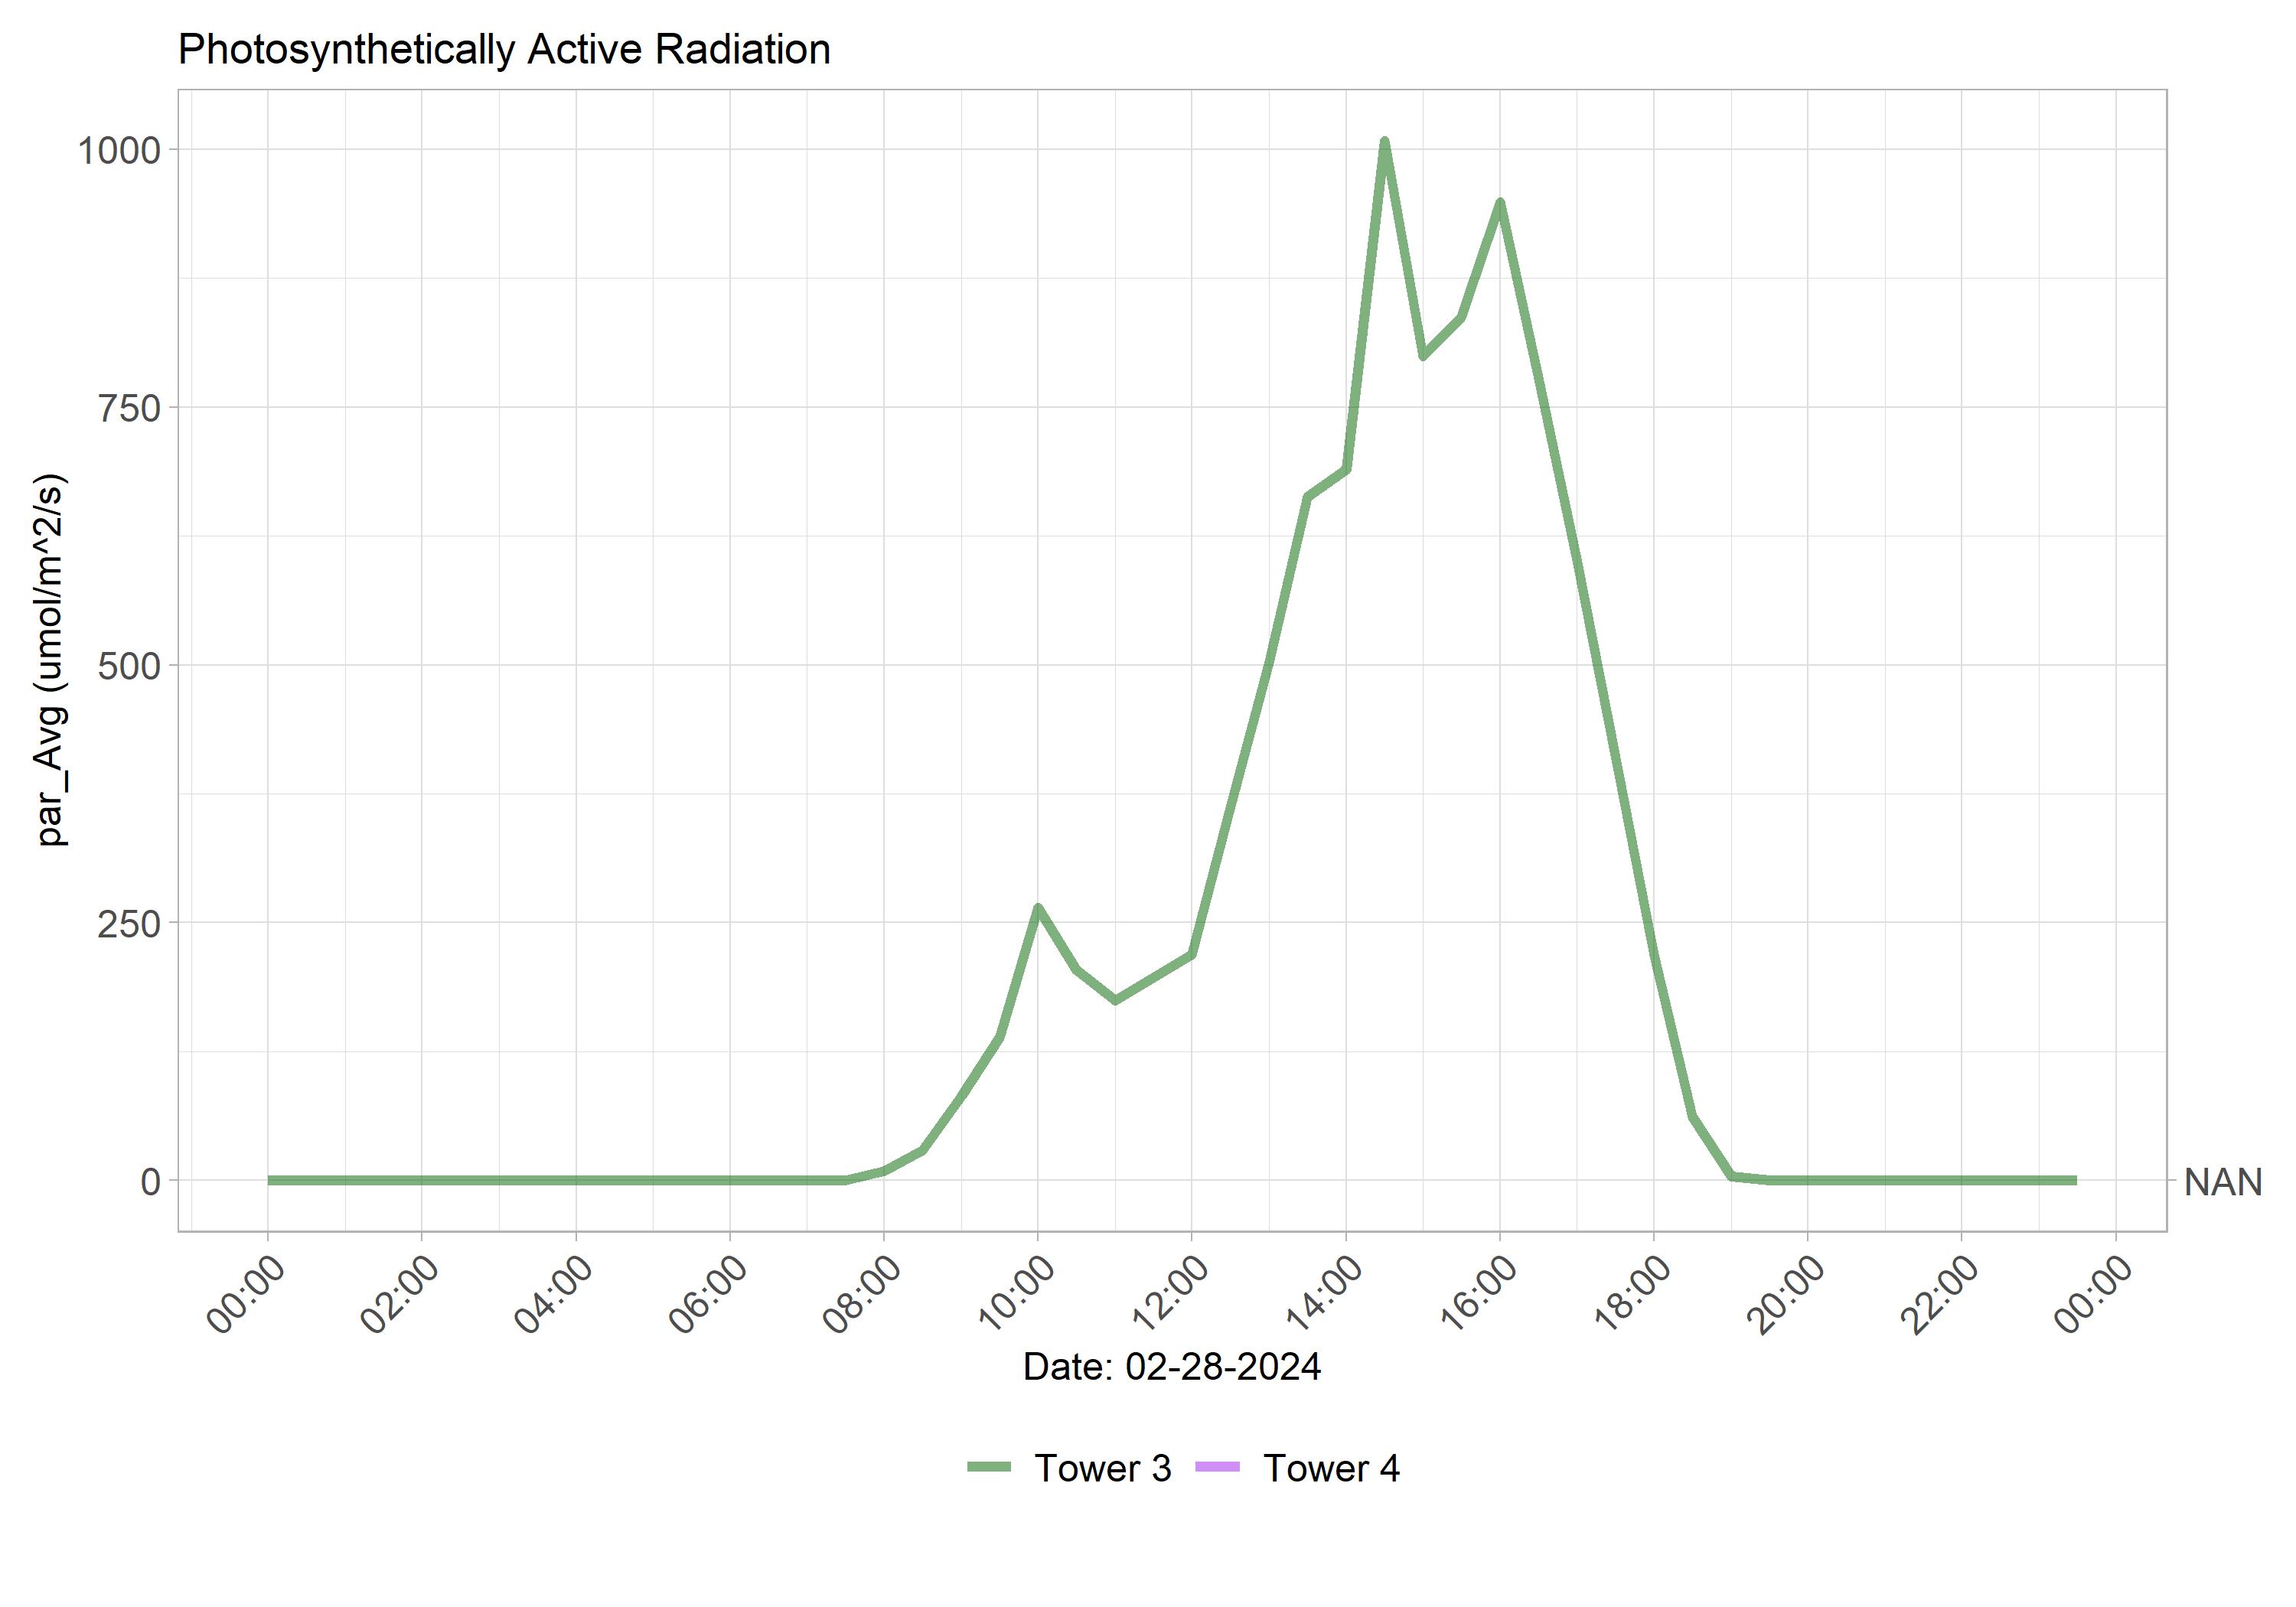 Photosynthetically Active Radiation
par_Avg (umol/m^2/s)
1000
750
500
250
0
NAN
00:00 02:00 04:00 06:00 08:00 10:00 12:00 14:00 16:00 18:00 20:00 22:00 00:00
Date: 02-28-2024
Tower 3 Tower 4